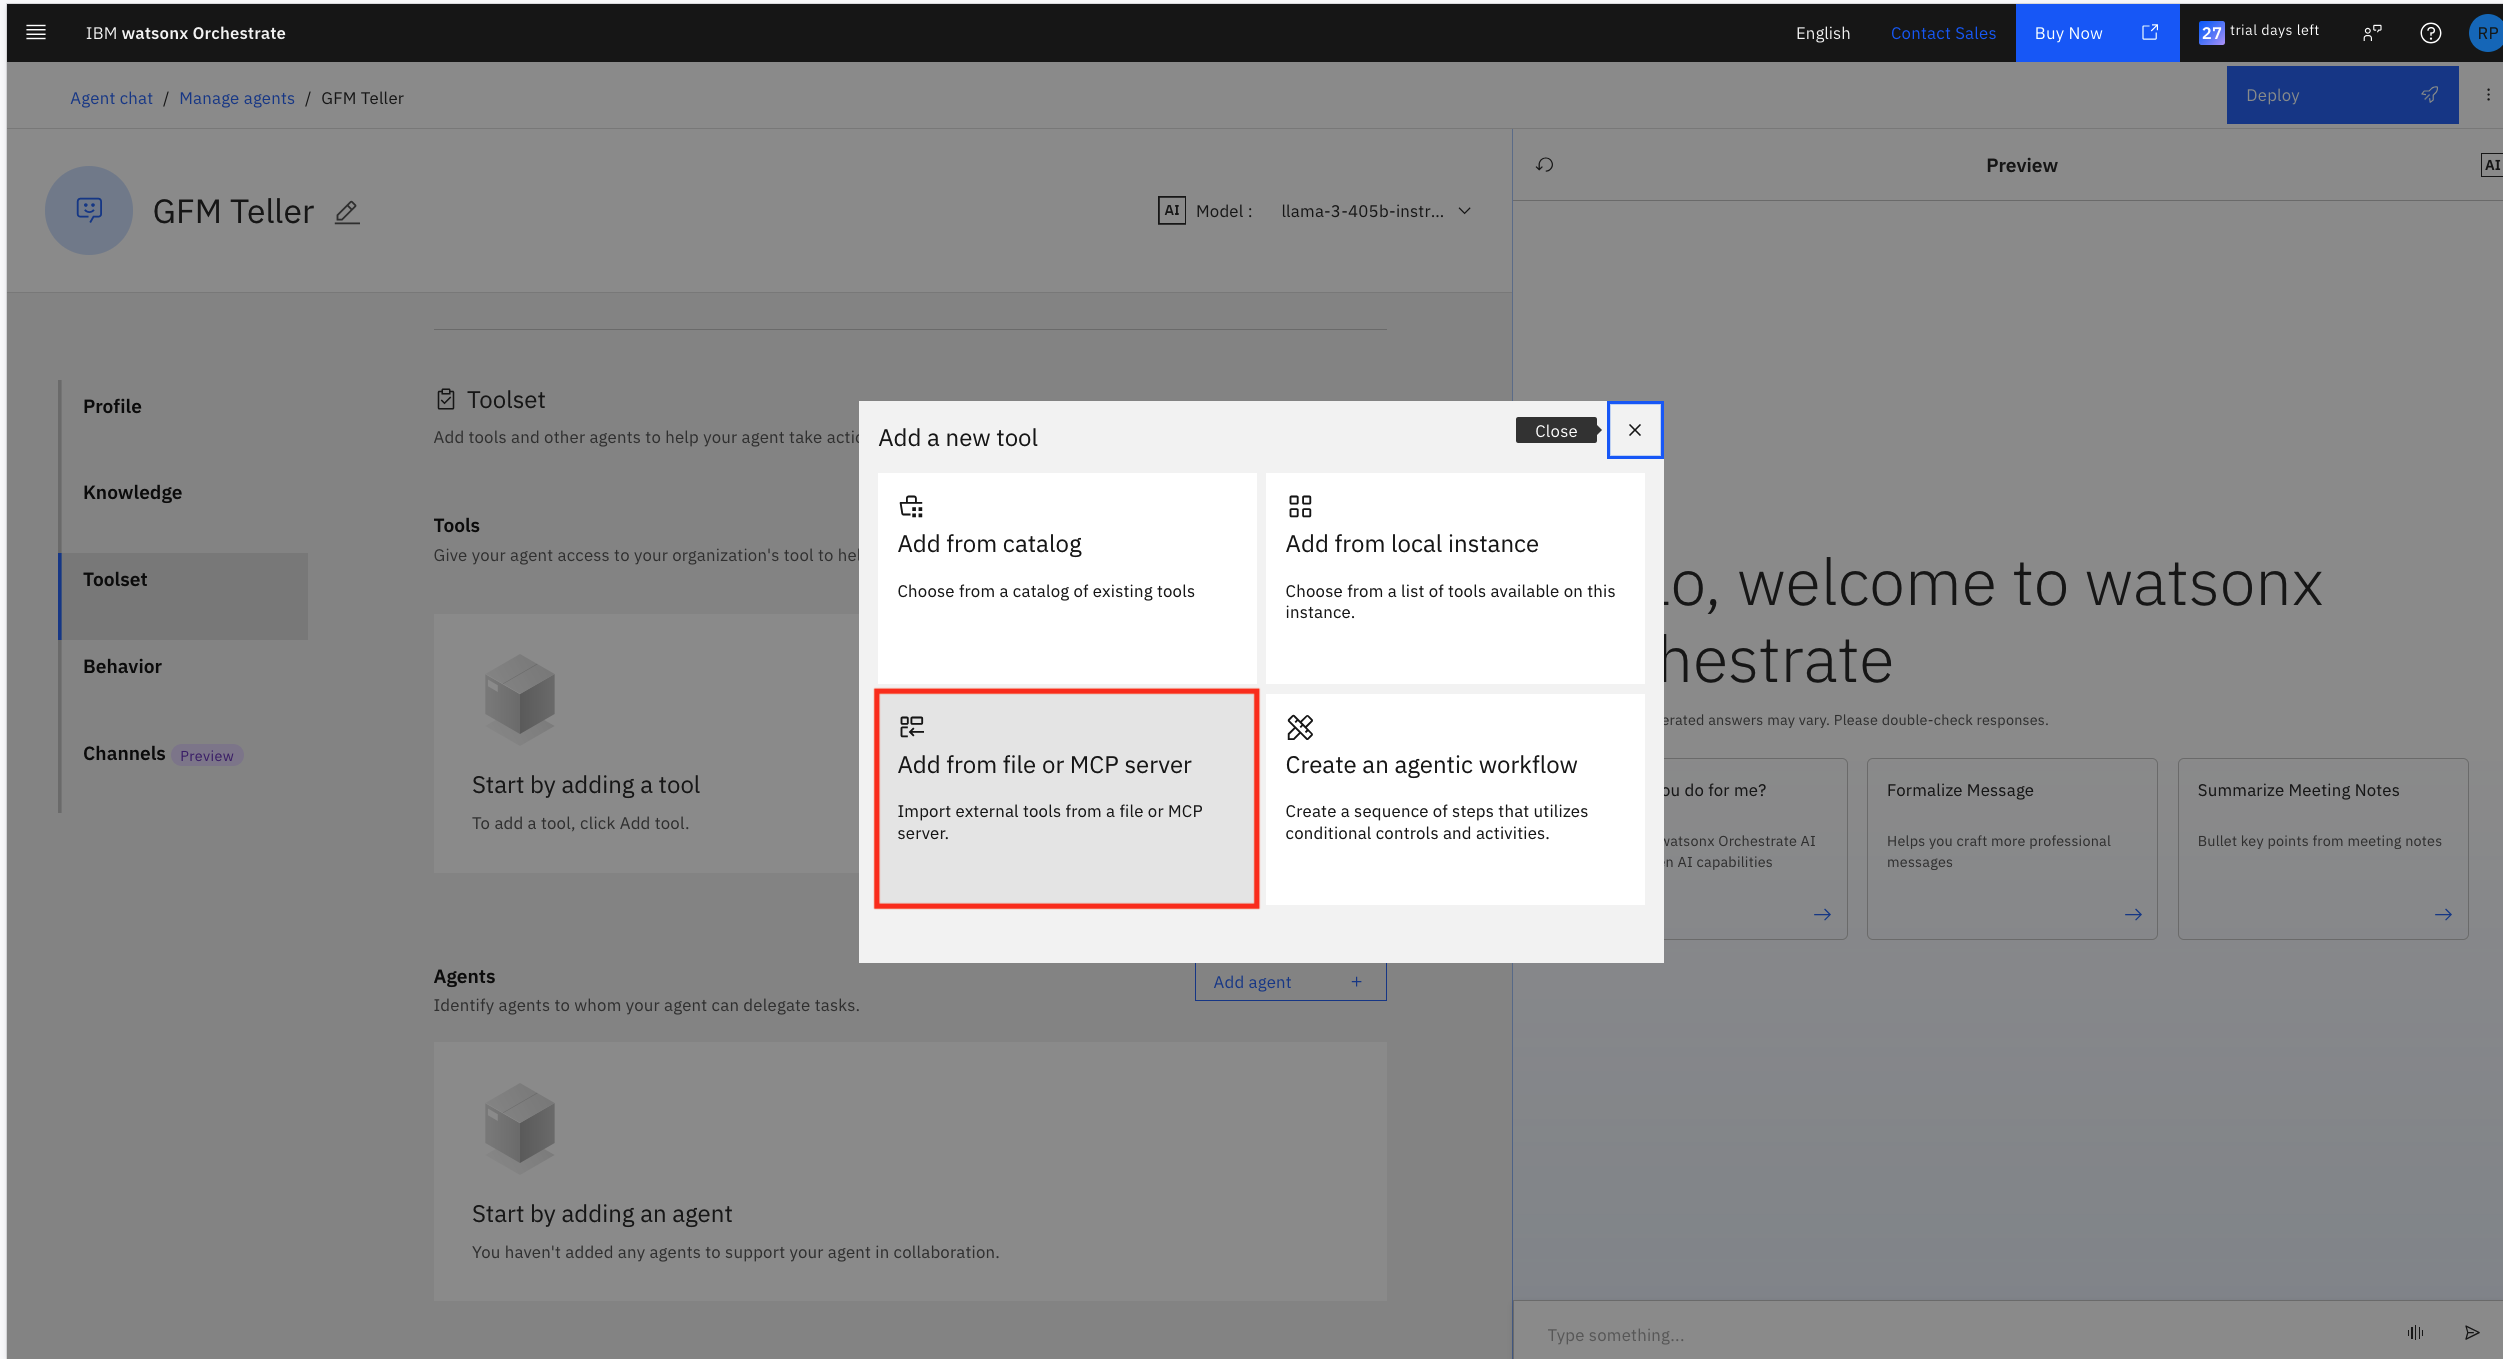 IBM watsonx Orchestrate
English
Contact Sales
Buy Now
27 trial days left
RP
Agent chat / Manage agents / GFM Teller
Deploy
GFM Teller
AI Model :
llama-3-405b-instr...
Preview
AI
Profile
Knowledge
Toolset
Behavior
Channels Preview
Toolset
Add tools and other agents to help your agent take
Tools
Give your agent access to your organization's tool to
Start by adding a tool
To add a tool, click Add tool.
Agents
Identify agents to whom your agent can delegate tasks.
Add agent +
Start by adding an agent
You haven't added any agents to support your agent in collaboration.
Add a new tool
Close
Add from catalog
Choose from a catalog of existing tools
Add from local instance
Choose from a list of tools available on this
instance.
Add from file or MCP server
Import external tools from a file or MCP
server.
Create an agentic workflow
Create a sequence of steps that utilizes
conditional controls and activities.
lo, welcome to watsonx
hestrate
erated answers may vary. Please double-check responses.
ou do for me?
watsonx Orchestrate AI
n AI capabilities
Formalize Message
Helps you craft more professional
messages
Summarize Meeting Notes
Bullet key points from meeting notes
Type something...